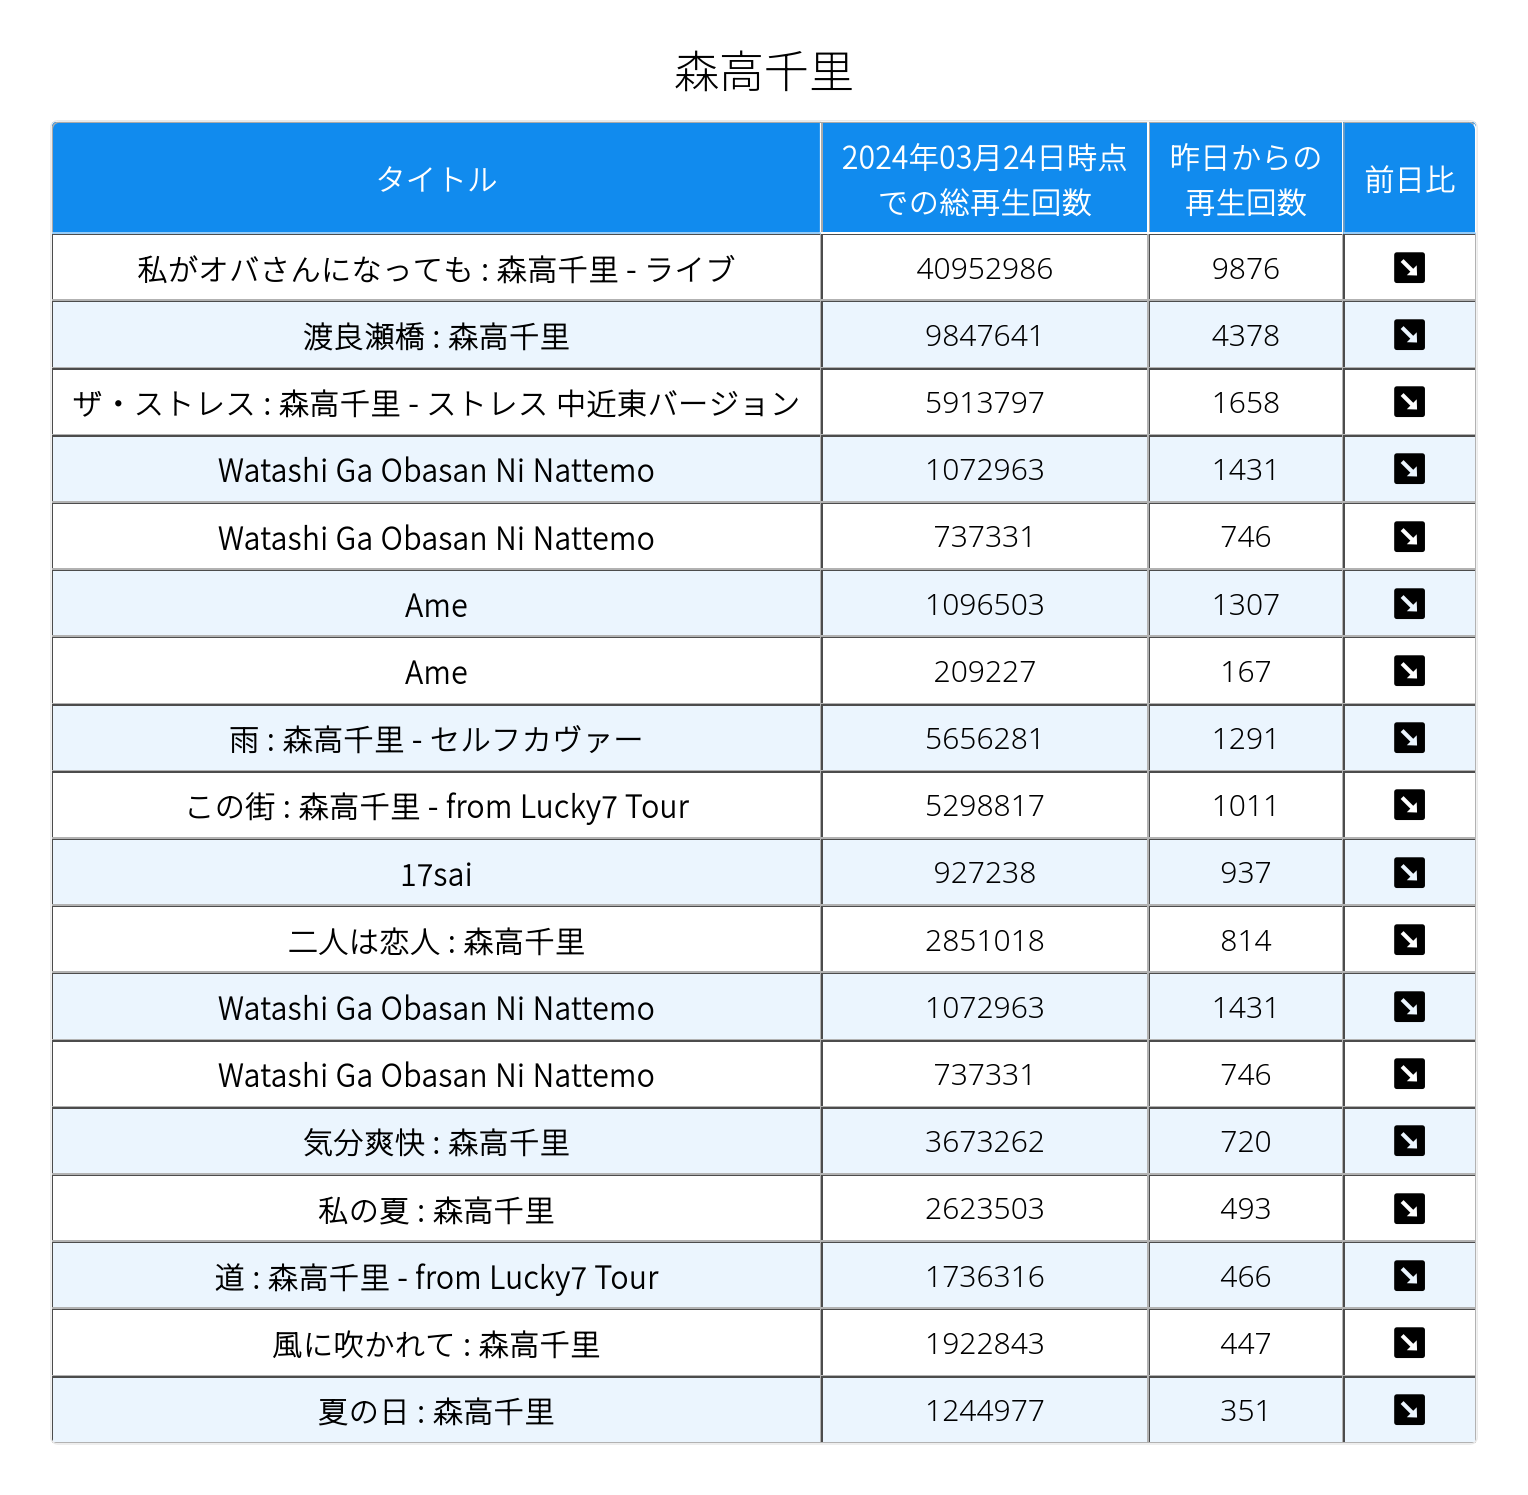 森高千里
タイトル 2024年03月24日時点での総再生回数 昨日からの再生回数 前日比
私がオバさんになっても : 森高千里 - ライブ 40952986 9876
渡良瀬橋 : 森高千里 9847641 4378
ザ・ストレス : 森高千里 - ストレス 中近東バージョン 5913797 1658
Watashi Ga Obasan Ni Nattemo 1072963 1431
Watashi Ga Obasan Ni Nattemo 737331 746
Ame 1096503 1307
Ame 209227 167
雨 : 森高千里 - セルフカヴァー 5656281 1291
この街 : 森高千里 - from Lucky7 Tour 5298817 1011
17sai 927238 937
二人は恋人 : 森高千里 2851018 814
Watashi Ga Obasan Ni Nattemo 1072963 1431
Watashi Ga Obasan Ni Nattemo 737331 746
気分爽快 : 森高千里 3673262 720
私の夏 : 森高千里 2623503 493
道 : 森高千里 - from Lucky7 Tour 1736316 466
風に吹かれて : 森高千里 1922843 447
夏の日 : 森高千里 1244977 351